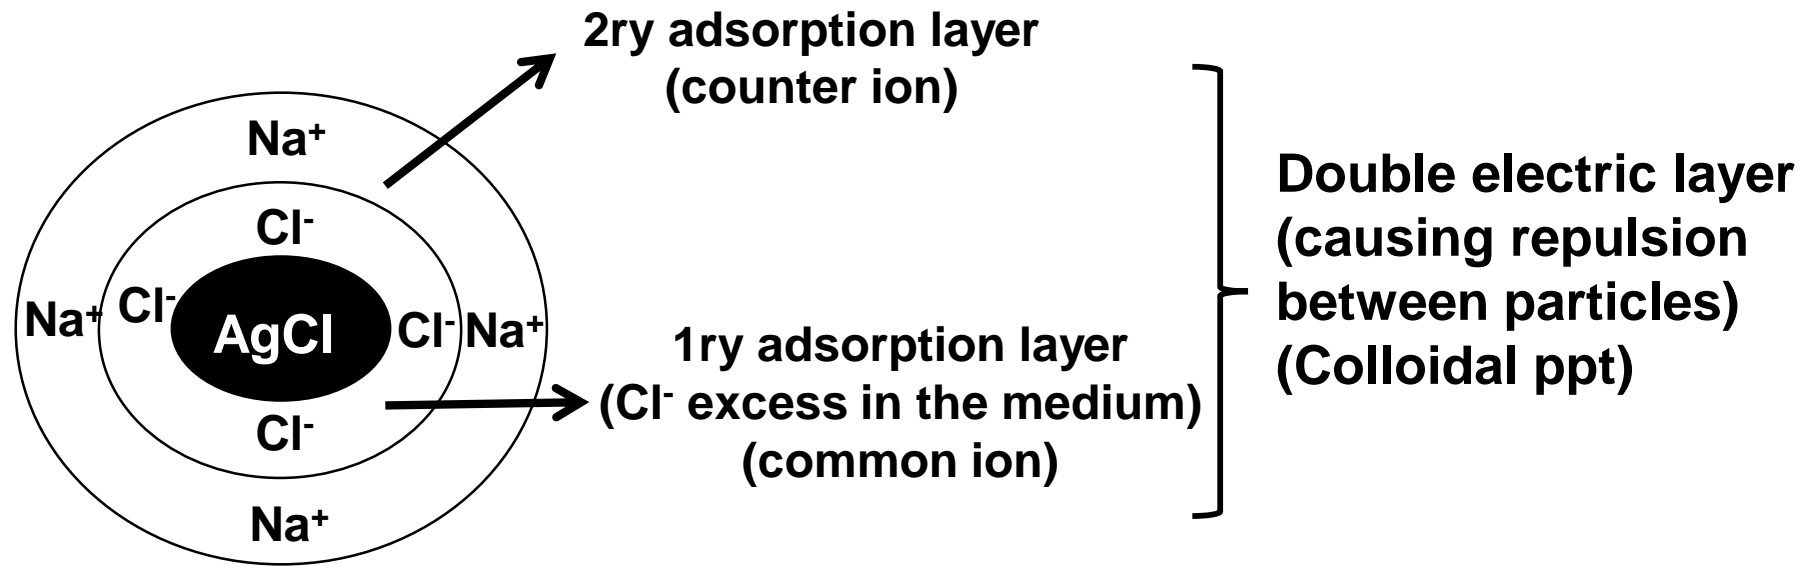 2ry adsorption layer
(counter ion)
Na⁺
Cl⁻
Na⁺
Cl⁻
AgCl
Cl⁻
Na⁺
Cl⁻
Na⁺
1ry adsorption layer
(Cl⁻ excess in the medium)
(common ion)
Double electric layer
(causing repulsion
between particles)
(Colloidal ppt)